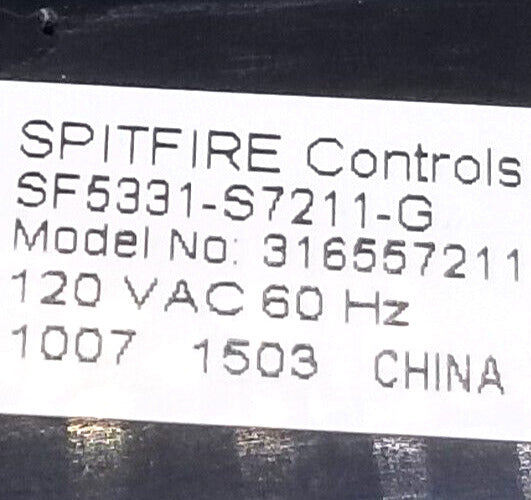 SPITFIRE Controls
SF5331-S7211-G
Model No: 316557211
120 VAC 60 Hz
1007 1503 CHINA